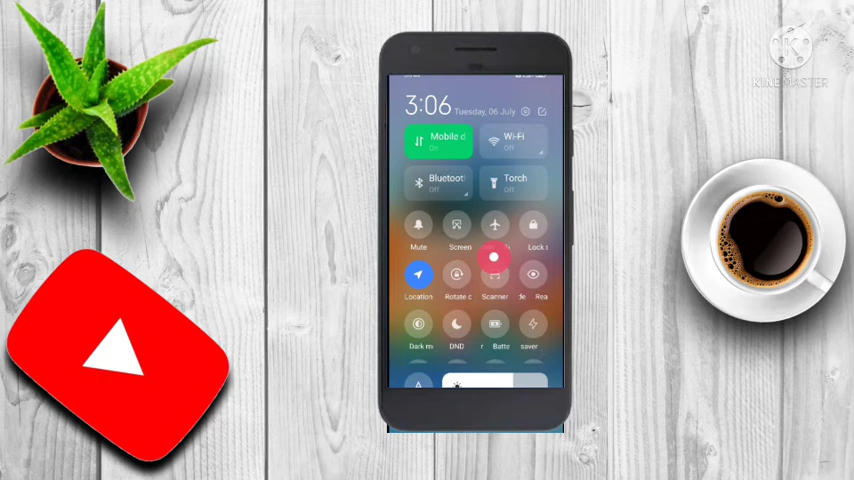 KINEMASTER
3:06 Tuesday, 06 July
Mobile d
On
Wi-Fi
Off
Bluetoot
Off
Torch
Off
Mute
Screen
Lock s
Location
Rotate o
Scanner
de
Rea
Dark m
DND
r
Batte
saver
A